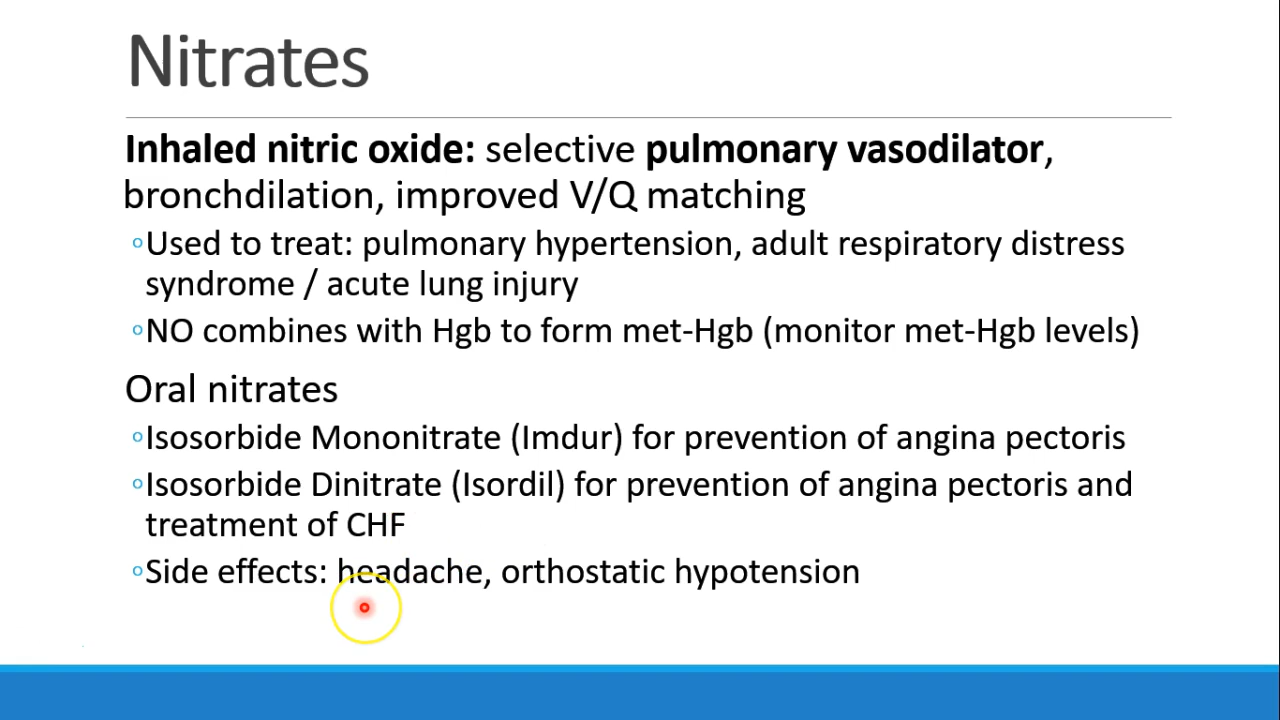 Nitrates
Inhaled nitric oxide: selective pulmonary vasodilator,
bronchdilation, improved V/Q matching
◦Used to treat: pulmonary hypertension, adult respiratory distress
syndrome / acute lung injury
◦NO combines with Hgb to form met-Hgb (monitor met-Hgb levels)
Oral nitrates
◦Isosorbide Mononitrate (Imdur) for prevention of angina pectoris
◦Isosorbide Dinitrate (Isordil) for prevention of angina pectoris and
treatment of CHF
◦Side effects: headache, orthostatic hypotension